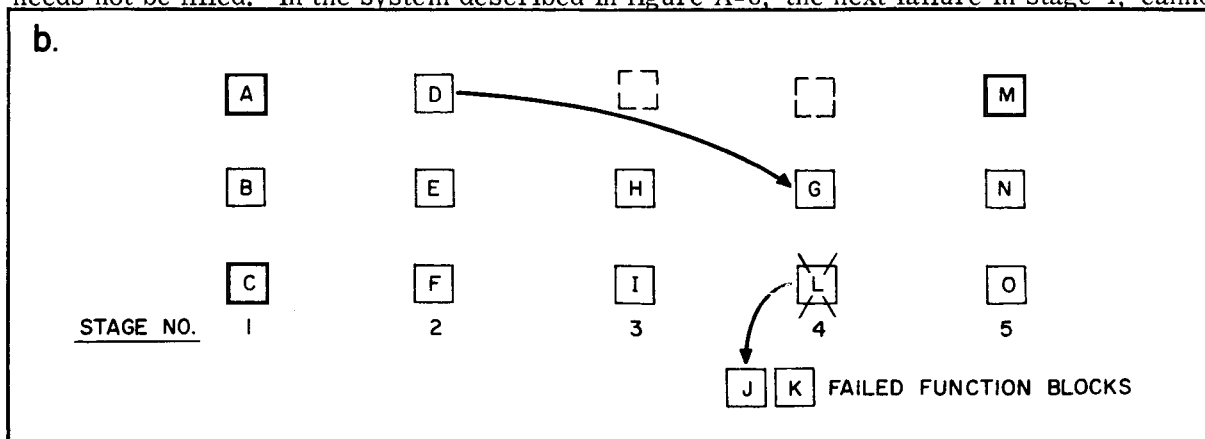 needs not be filled. In the system described in figure A-6, the next failure in stage 4, canno
b.
A D M
B E H G N
C F I L O
STAGE NO. 1 2 3 4 5
J K FAILED FUNCTION BLOCKS